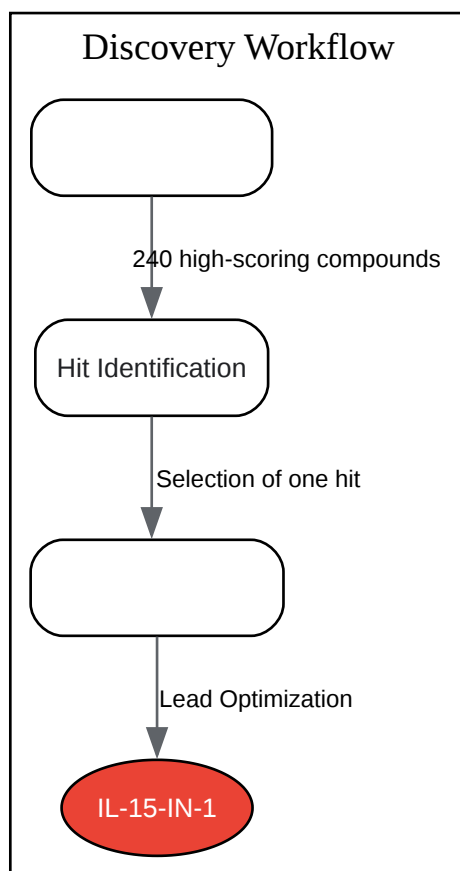 Discovery Workflow
240 high-scoring compounds
Hit Identification
Selection of one hit
Lead Optimization
IL-15-IN-1